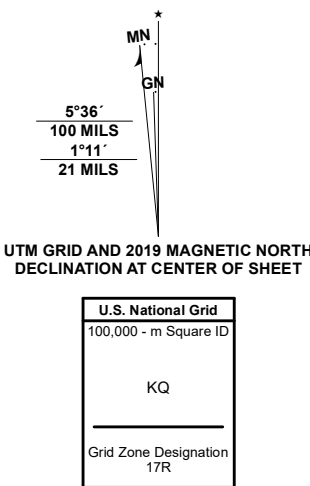 ★
MN
GN
5°36´
100 MILS
1°11´
21 MILS
UTM GRID AND 2019 MAGNETIC NORTH
DECLINATION AT CENTER OF SHEET
U.S. National Grid
100,000 - m Square ID
KQ
Grid Zone Designation
17R